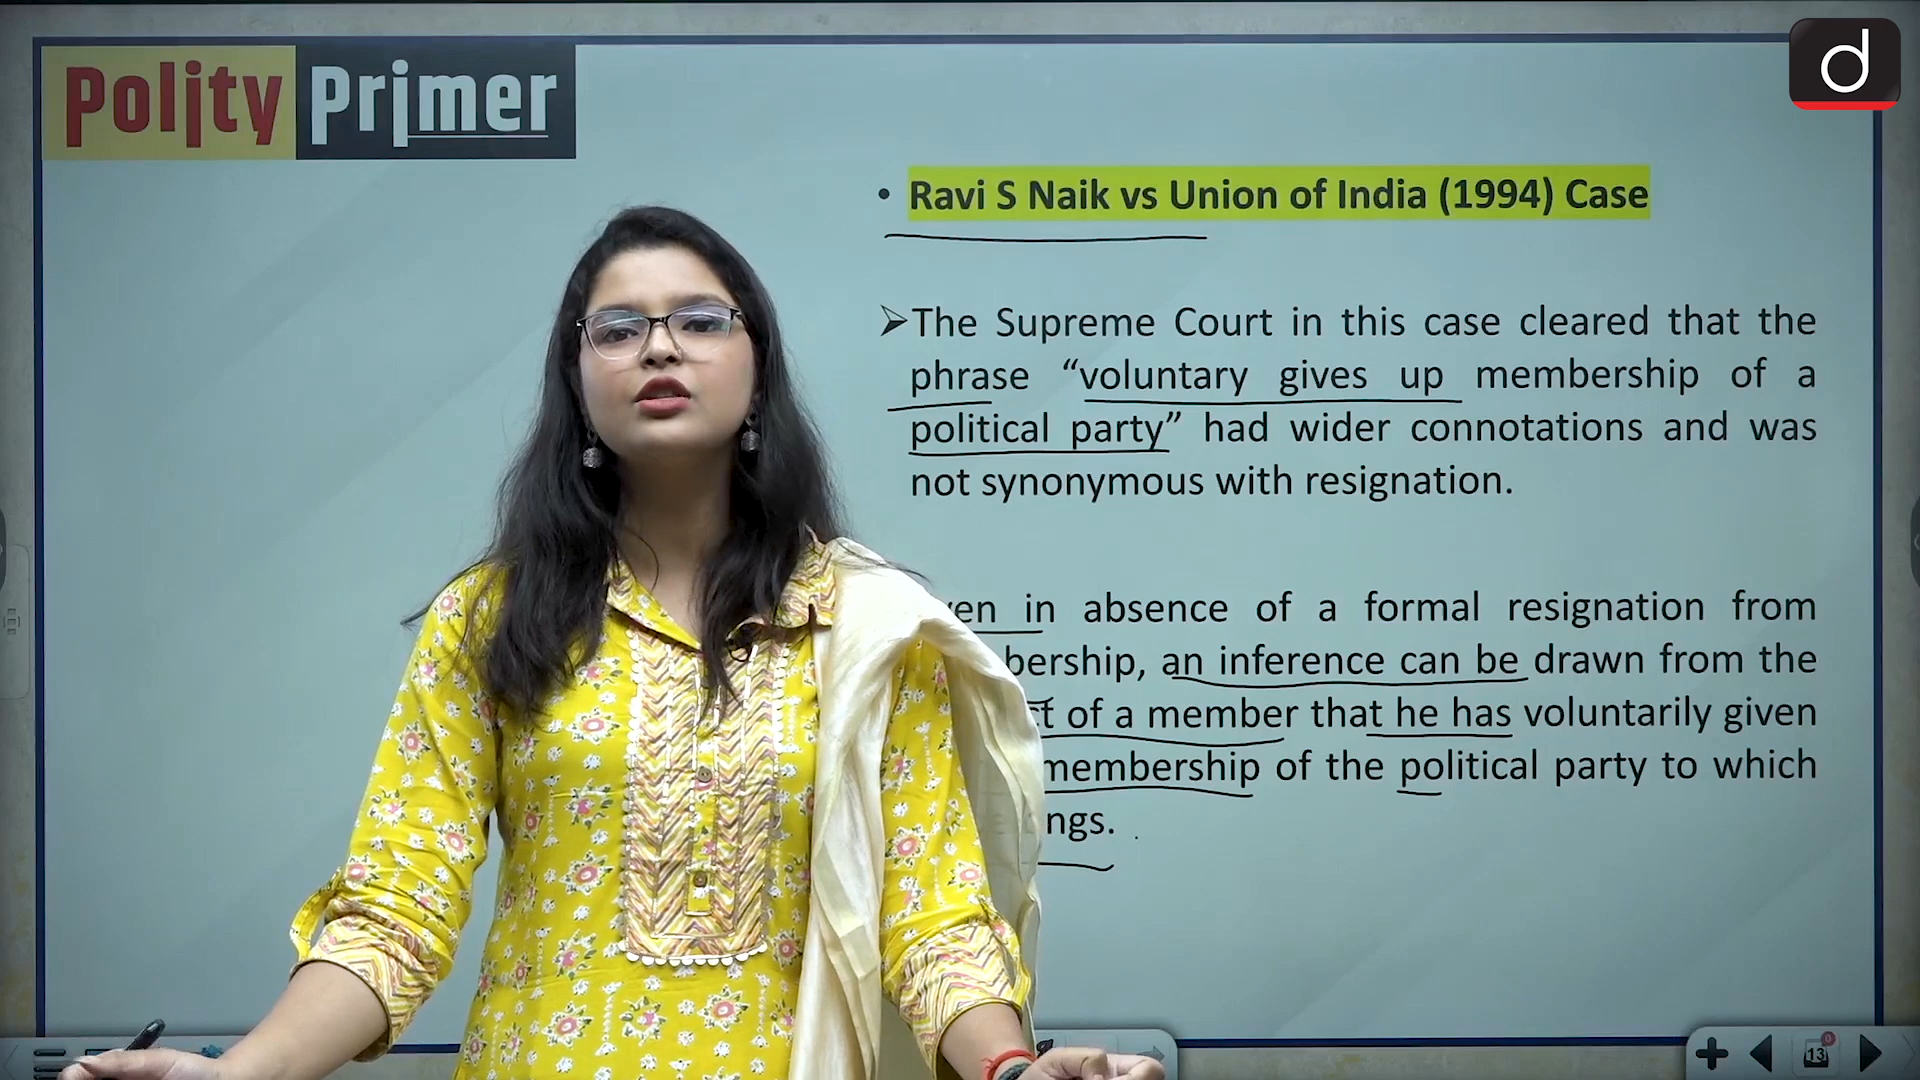 Polity Primer
d
• Ravi S Naik vs Union of India (1994) Case
➢The Supreme Court in this case cleared that the
phrase “voluntary gives up membership of a
political party” had wider connotations and was
not synonymous with resignation.
in absence of a formal resignation from
an inference can be drawn from the
of a member that he has voluntarily given
membership of the political party to which
13
0